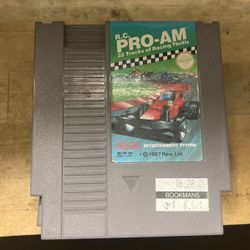 R.C.
PRO-AM
32 Tracks of Racing Thrills
ENTERTAINMENT SYSTEM
© 1987 Rare, Ltd.
BOOKMANS